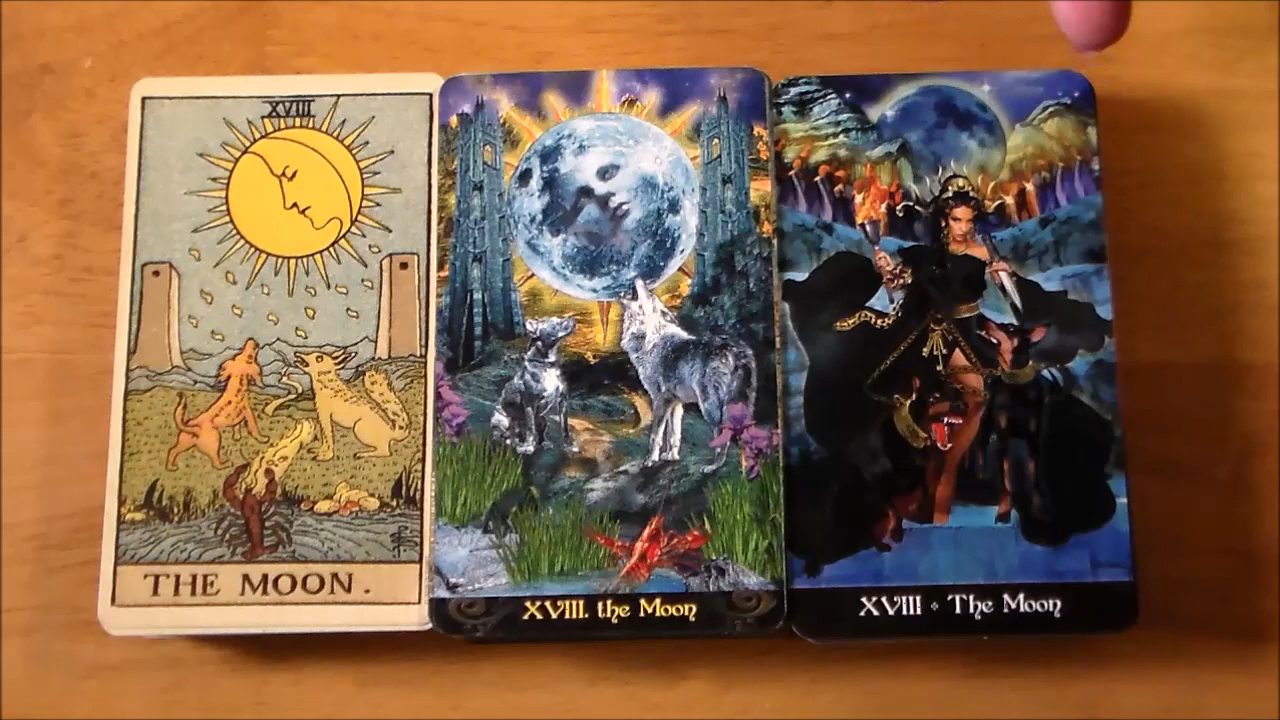 XVIII
THE MOON.
XVIII. the Moon
XVIII • The Moon